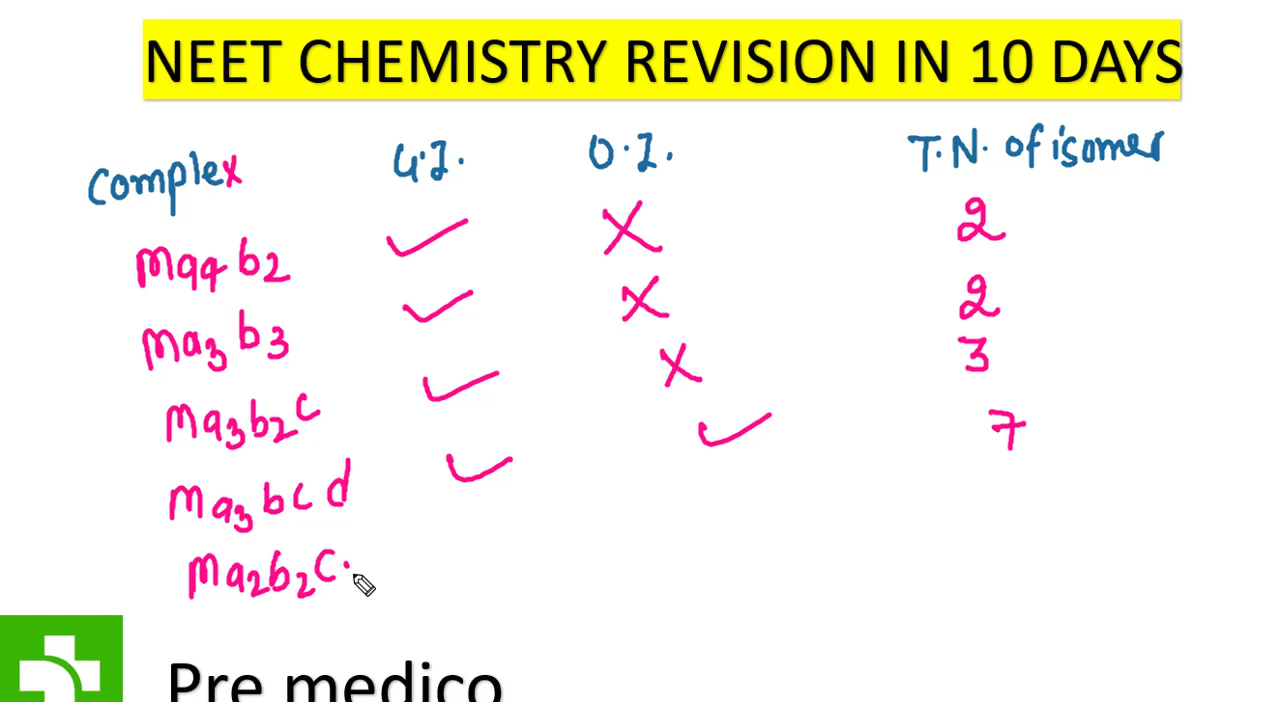 NEET CHEMISTRY REVISION IN 10 DAYS
Complex G.I. O.I. T.N. of isomer
Ma4b2 2
Ma3b3 2
Ma3b2c 3
Ma3bcd 7
Ma2b2c.
Pre medico